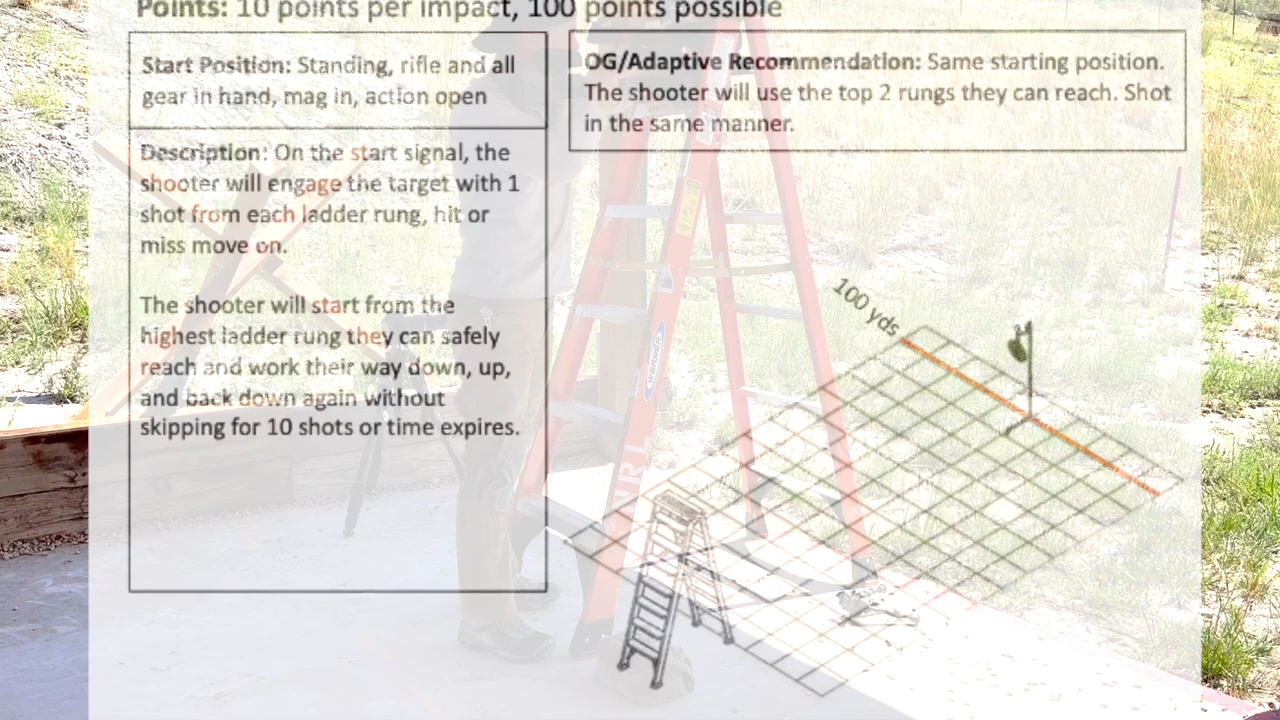 Points: 10 points per impact, 100 points possible
Start Position: Standing, rifle and all
gear in hand, mag in, action open
OG/Adaptive Recommendation: Same starting position.
The shooter will use the top 2 rungs they can reach. Shot
in the same manner.
Description: On the start signal, the
shooter will engage the target with 1
shot from each ladder rung, hit or
miss move on.
The shooter will start from the
highest ladder rung they can safely
reach and work their way down, up,
and back down again without
skipping for 10 shots or time expires.
100 yds
WERNER
NRL